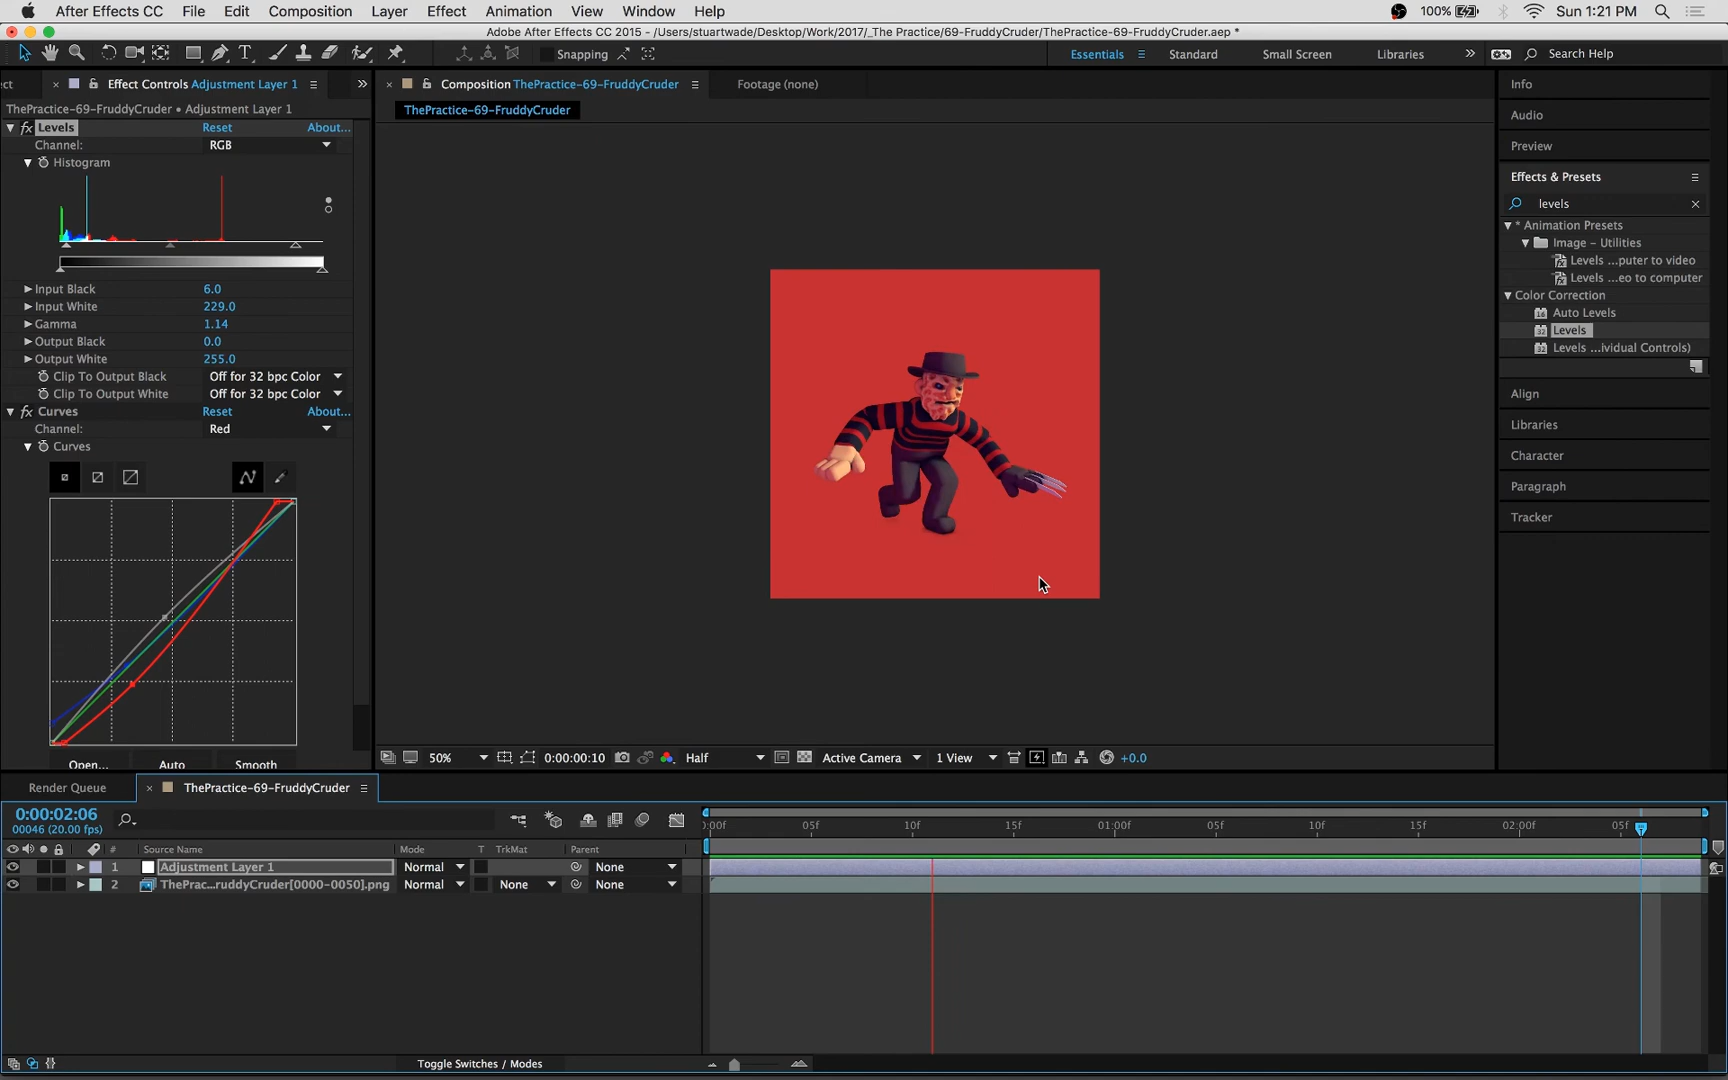 After Effects CC File Edit Composition Layer Effect Animation View Window Help 100% Sun 1:21 PM
Adobe After Effects CC 2015 - /Users/stuartwade/Desktop/Work/2017/_The Practice/69-FruddyCruder/ThePractice-69-FruddyCruder.aep *
Snapping Essentials Standard Small Screen Libraries Search Help
ct Effect Controls Adjustment Layer 1
Composition ThePractice-69-FruddyCruder
Footage (none)
ThePractice-69-FruddyCruder • Adjustment Layer 1
ThePractice-69-FruddyCruder
fx Levels Reset About...
Channel: RGB
Histogram
Input Black 6.0
Input White 229.0
Gamma 1.14
Output Black 0.0
Output White 255.0
Clip To Output Black Off for 32 bpc Color
Clip To Output White Off for 32 bpc Color
fx Curves Reset About...
Channel: Red
Curves
Open... Auto Smooth
50% 0:00:00:10 Half Active Camera 1 View +0.0
Info
Audio
Preview
Effects & Presets
levels
* Animation Presets
Image – Utilities
Levels ...puter to video
Levels ...eo to computer
Color Correction
Auto Levels
Levels
Levels ...ividual Controls)
Align
Libraries
Character
Paragraph
Tracker
Render Queue ThePractice-69-FruddyCruder
0:00:02:06
00046 (20.00 fps)
:00f 05f 10f 15f 01:00f 05f 10f 15f 02:00f 05f
# Source Name Mode T TrkMat Parent
1 Adjustment Layer 1 Normal None
2 ThePrac...ruddyCruder[0000-0050].png Normal None None
Toggle Switches / Modes